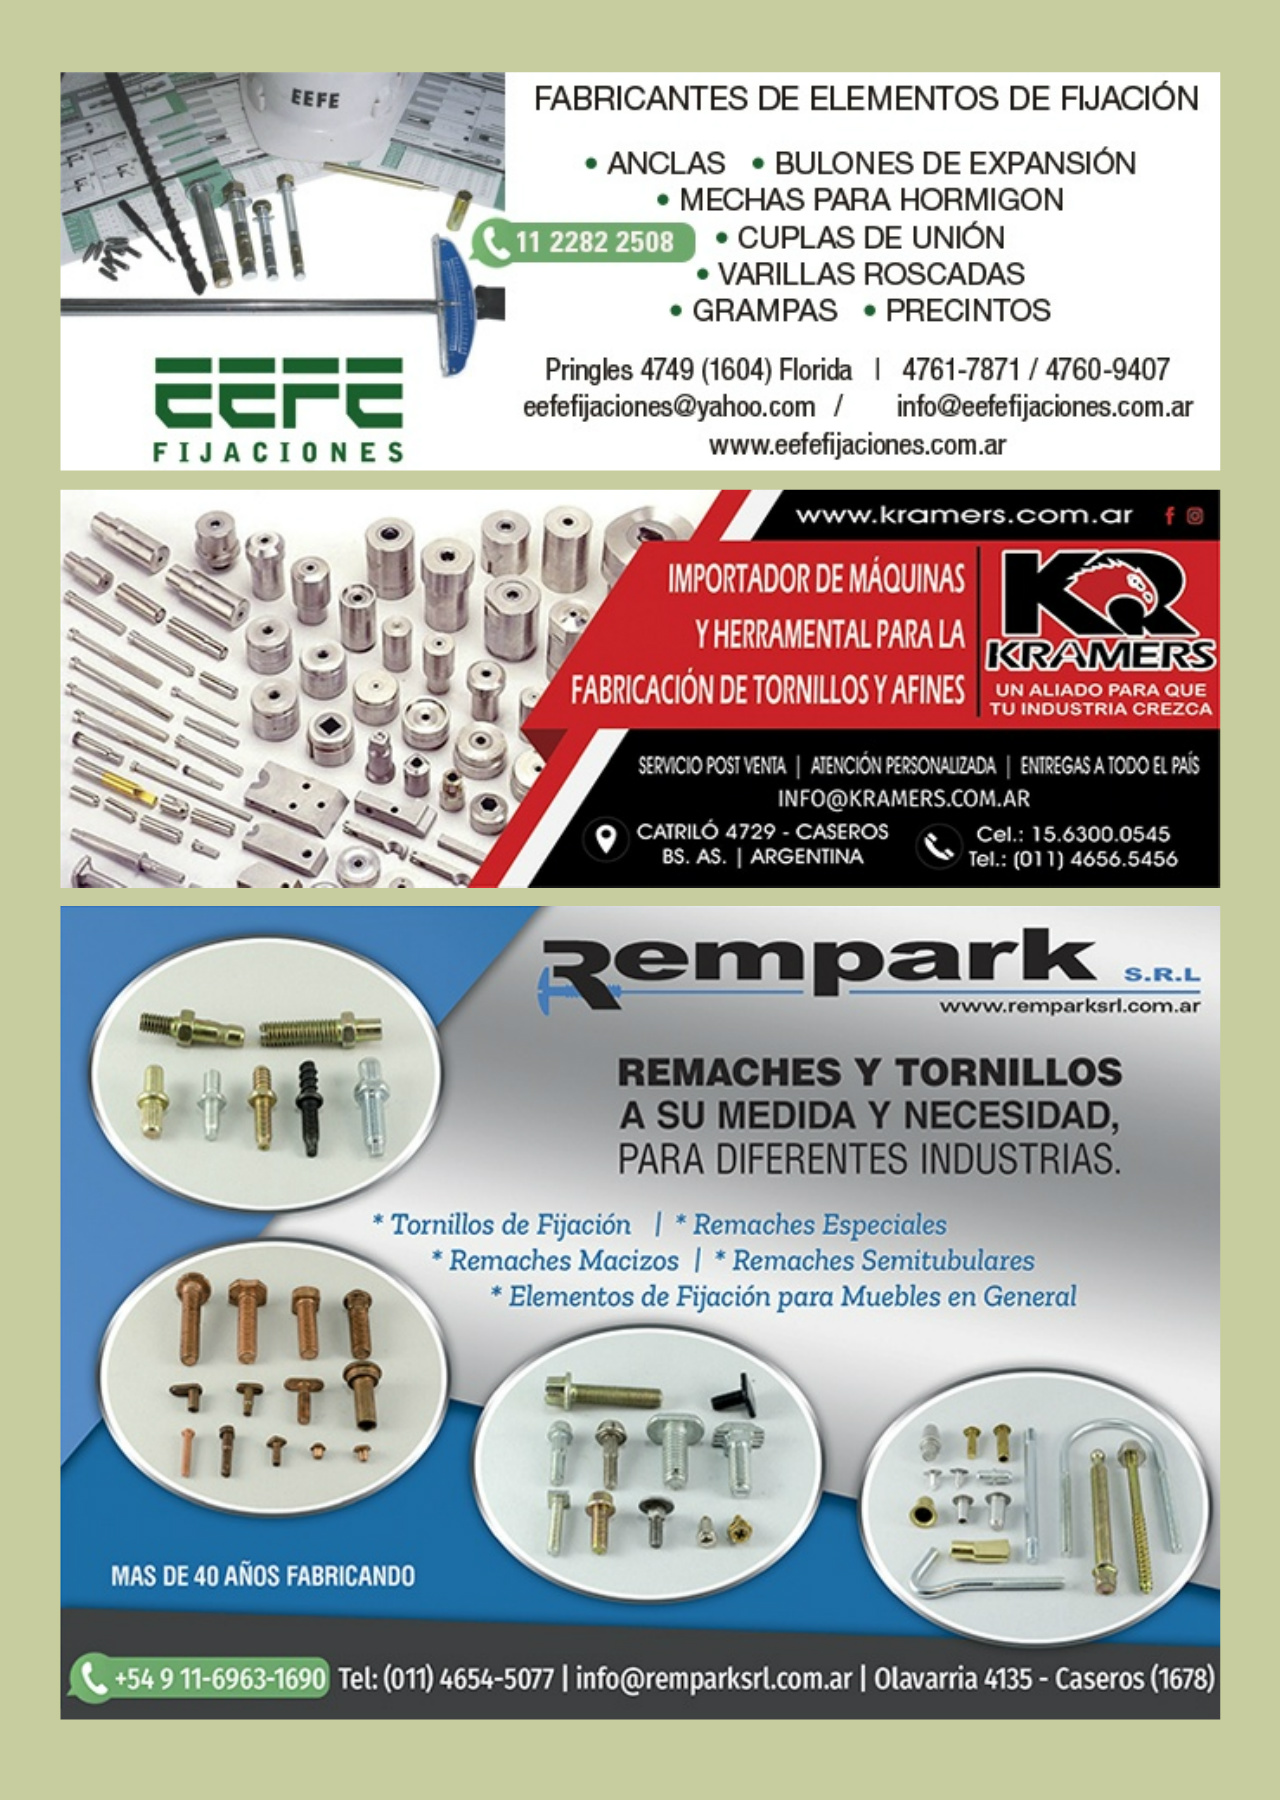 EEFE
FABRICANTES DE ELEMENTOS DE FIJACIÓN
• ANCLAS • BULONES DE EXPANSIÓN
• MECHAS PARA HORMIGON
11 2282 2508
• CUPLAS DE UNIÓN
• VARILLAS ROSCADAS
• GRAMPAS • PRECINTOS
EEFE
FIJACIONES
Pringles 4749 (1604) Florida | 4761-7871 / 4760-9407
eefefijaciones@yahoo.com / info@eefefijaciones.com.ar
www.eefefijaciones.com.ar
www.kramers.com.ar
IMPORTADOR DE MÁQUINAS
Y HERRAMENTAL PARA LA
FABRICACIÓN DE TORNILLOS Y AFINES
KR
KRAMERS
UN ALIADO PARA QUE
TU INDUSTRIA CREZCA
SERVICIO POST VENTA | ATENCIÓN PERSONALIZADA | ENTREGAS A TODO EL PAÍS
INFO@KRAMERS.COM.AR
CATRILÓ 4729 - CASEROS
BS. AS. | ARGENTINA
Cel.: 15.6300.0545
Tel.: (011) 4656.5456
Rempark S.R.L
www.remparksrl.com.ar
REMACHES Y TORNILLOS
A SU MEDIDA Y NECESIDAD,
PARA DIFERENTES INDUSTRIAS.
* Tornillos de Fijación | * Remaches Especiales
* Remaches Macizos | * Remaches Semitubulares
* Elementos de Fijación para Muebles en General
MAS DE 40 AÑOS FABRICANDO
+54 9 11-6963-1690 Tel: (011) 4654-5077 | info@remparksrl.com.ar | Olavarria 4135 - Caseros (1678)